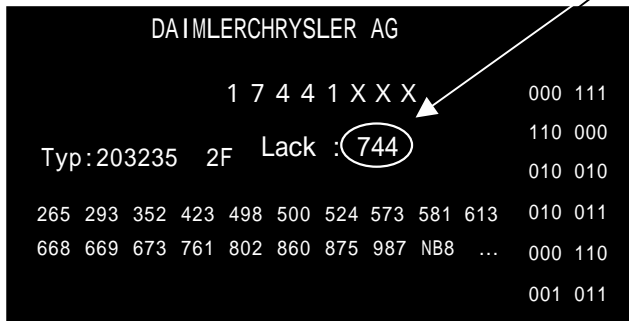 DAIMLERCHRYSLER AG
1 7 4 4 1 X X X
Typ:203235 2F Lack : 744
265 293 352 423 498 500 524 573 581 613
668 669 673 761 802 860 875 987 NB8 ...
000 111
110 000
010 010
010 011
000 110
001 011